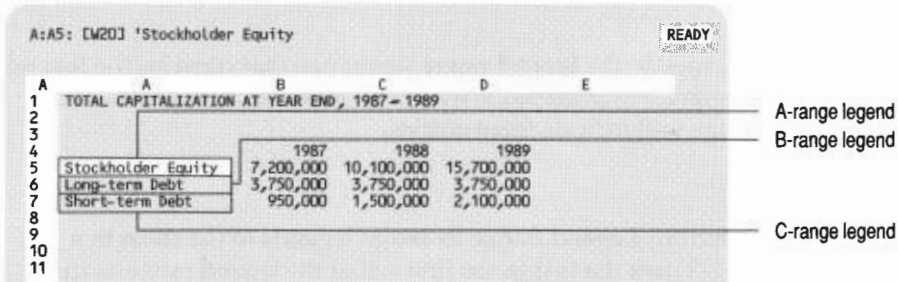 A:A5: [W20] 'Stockholder Equity READY
A A B C D E
1 TOTAL CAPITALIZATION AT YEAR END, 1987-1989
2 A-range legend
3 B-range legend
4 1987 1988 1989
5 Stockholder Equity 7,200,000 10,100,000 15,700,000
6 Long-term Debt 3,750,000 3,750,000 3,750,000
7 Short-term Debt 950,000 1,500,000 2,100,000
8
9 C-range legend
10
11